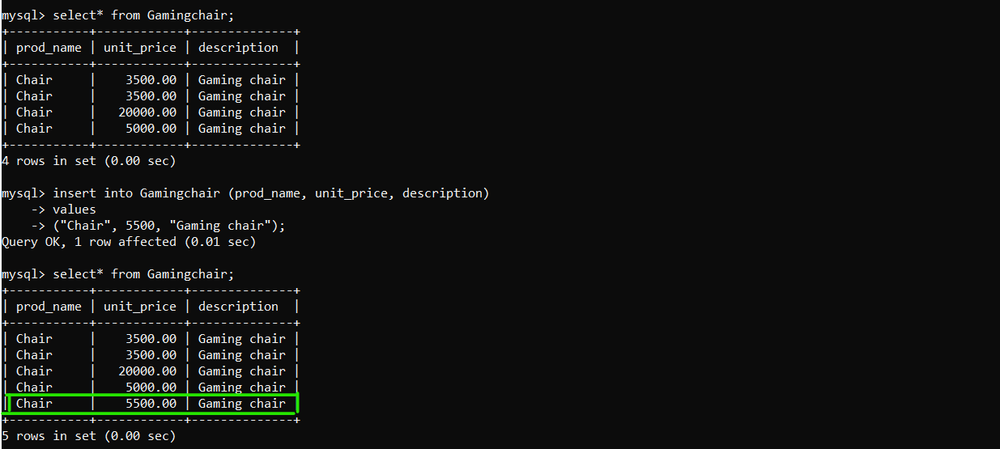 mysql> select* from Gamingchair;
+-----------+------------+--------------+
| prod_name | unit_price | description  |
+-----------+------------+--------------+
| Chair     |    3500.00 | Gaming chair |
| Chair     |    3500.00 | Gaming chair |
| Chair     |   20000.00 | Gaming chair |
| Chair     |    5000.00 | Gaming chair |
+-----------+------------+--------------+
4 rows in set (0.00 sec)
mysql> insert into Gamingchair (prod_name, unit_price, description)
    -> values
    -> ("Chair", 5500, "Gaming chair");
Query OK, 1 row affected (0.01 sec)
mysql> select* from Gamingchair;
+-----------+------------+--------------+
| prod_name | unit_price | description  |
+-----------+------------+--------------+
| Chair     |    3500.00 | Gaming chair |
| Chair     |    3500.00 | Gaming chair |
| Chair     |   20000.00 | Gaming chair |
| Chair     |    5000.00 | Gaming chair |
| Chair     |    5500.00 | Gaming chair |
+-----------+------------+--------------+
5 rows in set (0.00 sec)